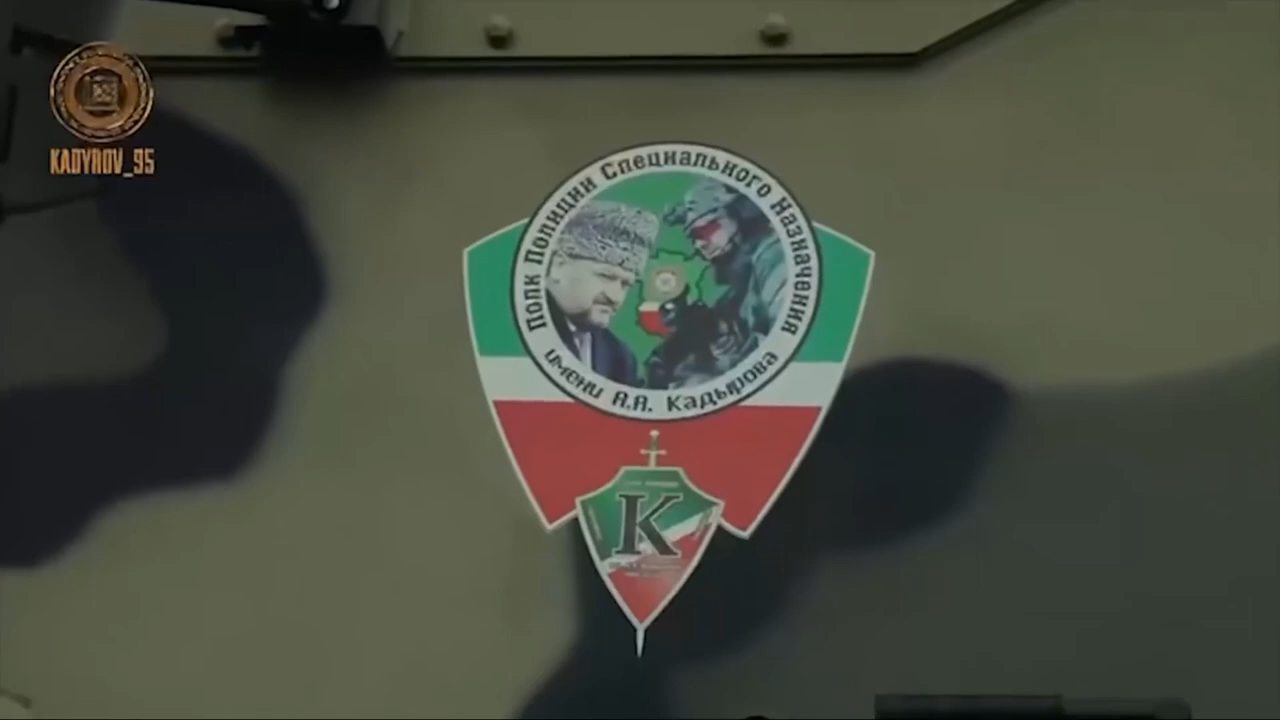 KADYROV_95
Полк Полиции Специального Назначения
имени А.А. Кадырова
К